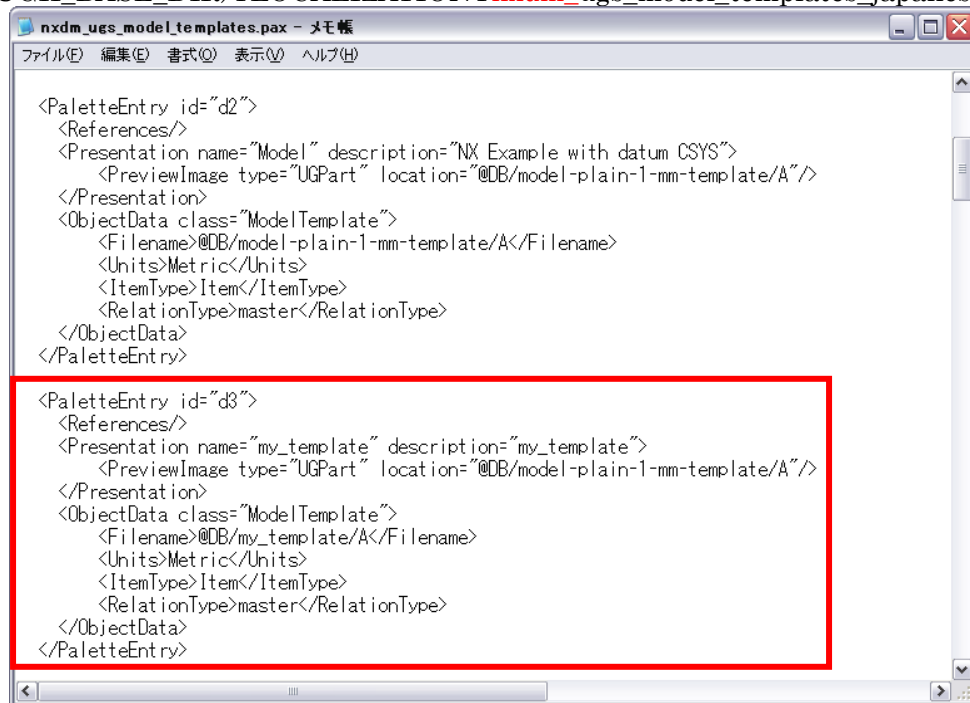 nxdm_ugs_model_templates.pax - メモ帳
ファイル(F) 編集(E) 書式(O) 表示(V) ヘルプ(H)
<PaletteEntry id="d2">
<References/>
<Presentation name="Model" description="NX Example with datum CSYS">
<PreviewImage type="UGPart" location="@DB/model-plain-1-mm-template/A"/>
</Presentation>
<ObjectData class="ModelTemplate">
<Filename>@DB/model-plain-1-mm-template/A</Filename>
<Units>Metric</Units>
<ItemType>Item</ItemType>
<RelationType>master</RelationType>
</ObjectData>
</PaletteEntry>
<PaletteEntry id="d3">
<References/>
<Presentation name="my_template" description="my_template">
<PreviewImage type="UGPart" location="@DB/model-plain-1-mm-template/A"/>
</Presentation>
<ObjectData class="ModelTemplate">
<Filename>@DB/my_template/A</Filename>
<Units>Metric</Units>
<ItemType>Item</ItemType>
<RelationType>master</RelationType>
</ObjectData>
</PaletteEntry>